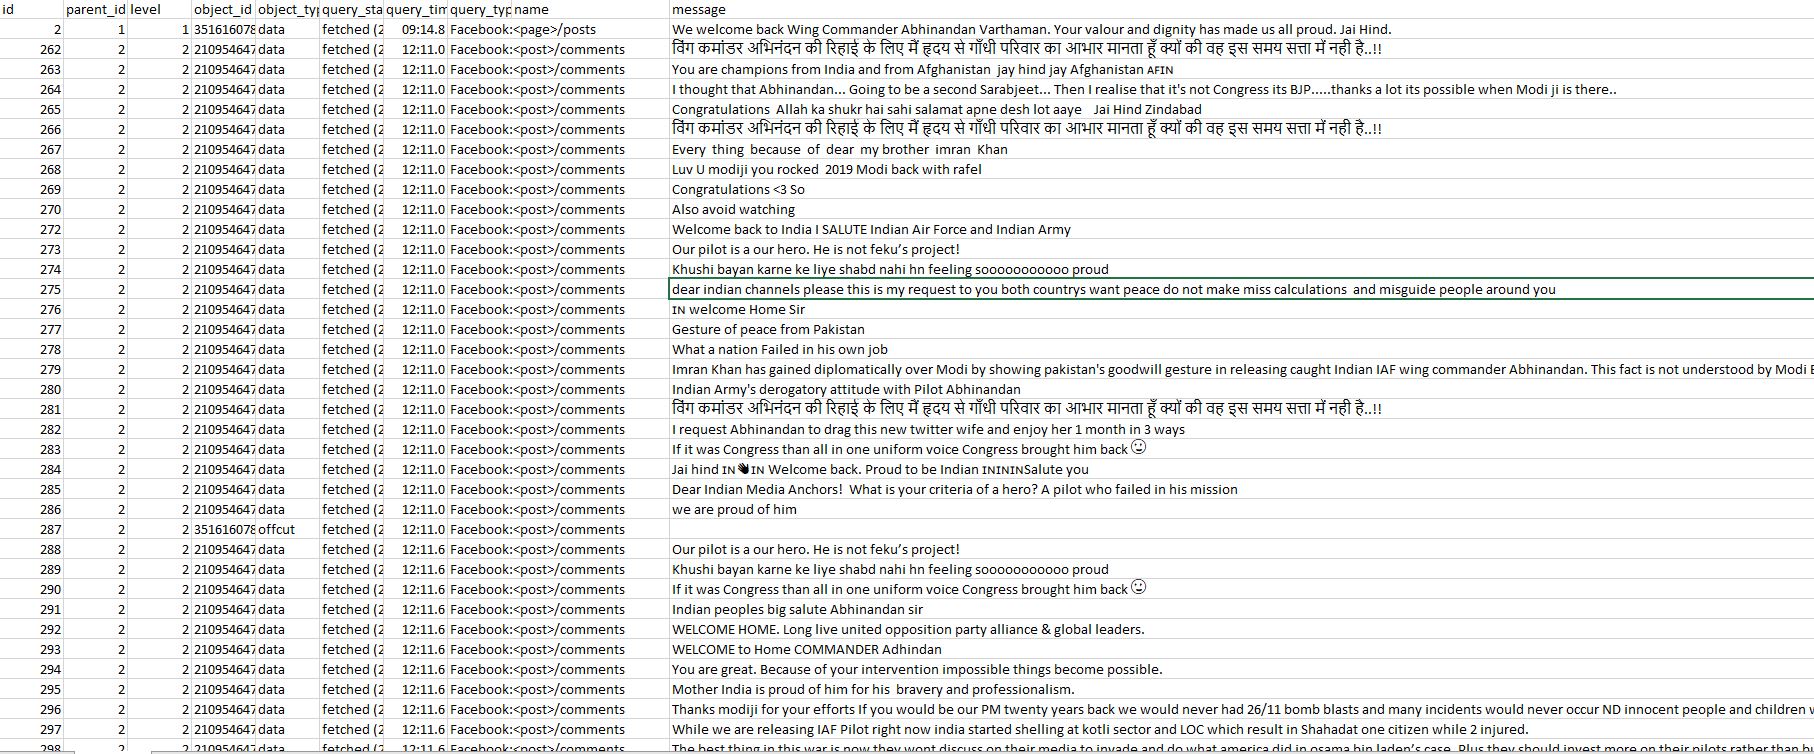 id parent_id level object_id object_typ query_sta query_tim query_typ name message
2 1 1 351616078 data fetched (2 09:14.8 Facebook:<page>/posts We welcome back Wing Commander Abhinandan Varthaman. Your valour and dignity has made us all proud. Jai Hind.
262 2 2 210954647 data fetched (2 12:11.0 Facebook:<post>/comments विंग कमांडर अभिनंदन की रिहाई के लिए मैं हृदय से गाँधी परिवार का आभार मानता हूँ क्यों की वह इस समय सत्ता में नही है..!!
263 2 2 210954647 data fetched (2 12:11.0 Facebook:<post>/comments You are champions from India and from Afghanistan jay hind jay Afghanistan AFIN
264 2 2 210954647 data fetched (2 12:11.0 Facebook:<post>/comments I thought that Abhinandan... Going to be a second Sarabjeet... Then I realise that it's not Congress its BJP.....thanks a lot its possible when Modi ji is there..
265 2 2 210954647 data fetched (2 12:11.0 Facebook:<post>/comments Congratulations Allah ka shukr hai sahi salamat apne desh lot aaye Jai Hind Zindabad
266 2 2 210954647 data fetched (2 12:11.0 Facebook:<post>/comments विंग कमांडर अभिनंदन की रिहाई के लिए मैं हृदय से गाँधी परिवार का आभार मानता हूँ क्यों की वह इस समय सत्ता में नही है..!!
267 2 2 210954647 data fetched (2 12:11.0 Facebook:<post>/comments Every thing because of dear my brother imran Khan
268 2 2 210954647 data fetched (2 12:11.0 Facebook:<post>/comments Luv U modiji you rocked 2019 Modi back with rafel
269 2 2 210954647 data fetched (2 12:11.0 Facebook:<post>/comments Congratulations <3 So
270 2 2 210954647 data fetched (2 12:11.0 Facebook:<post>/comments Also avoid watching
272 2 2 210954647 data fetched (2 12:11.0 Facebook:<post>/comments Welcome back to India I SALUTE Indian Air Force and Indian Army
273 2 2 210954647 data fetched (2 12:11.0 Facebook:<post>/comments Our pilot is a our hero. He is not feku’s project!
274 2 2 210954647 data fetched (2 12:11.0 Facebook:<post>/comments Khushi bayan karne ke liye shabd nahi hn feeling sooooooooooo proud
275 2 2 210954647 data fetched (2 12:11.0 Facebook:<post>/comments dear indian channels please this is my request to you both countrys want peace do not make miss calculations and misguide people around you
276 2 2 210954647 data fetched (2 12:11.0 Facebook:<post>/comments IN welcome Home Sir
277 2 2 210954647 data fetched (2 12:11.0 Facebook:<post>/comments Gesture of peace from Pakistan
278 2 2 210954647 data fetched (2 12:11.0 Facebook:<post>/comments What a nation Failed in his own job
279 2 2 210954647 data fetched (2 12:11.0 Facebook:<post>/comments Imran Khan has gained diplomatically over Modi by showing pakistan's goodwill gesture in releasing caught Indian IAF wing commander Abhinandan. This fact is not understood by Modi
280 2 2 210954647 data fetched (2 12:11.0 Facebook:<post>/comments Indian Army's derogatory attitude with Pilot Abhinandan
281 2 2 210954647 data fetched (2 12:11.0 Facebook:<post>/comments विंग कमांडर अभिनंदन की रिहाई के लिए मैं हृदय से गाँधी परिवार का आभार मानता हूँ क्यों की वह इस समय सत्ता में नही है..!!
282 2 2 210954647 data fetched (2 12:11.0 Facebook:<post>/comments I request Abhinandan to drag this new twitter wife and enjoy her 1 month in 3 ways
283 2 2 210954647 data fetched (2 12:11.0 Facebook:<post>/comments If it was Congress than all in one uniform voice Congress brought him back 🙂
284 2 2 210954647 data fetched (2 12:11.0 Facebook:<post>/comments Jai hind IN👋IN Welcome back. Proud to be Indian INININSalute you
285 2 2 210954647 data fetched (2 12:11.0 Facebook:<post>/comments Dear Indian Media Anchors! What is your criteria of a hero? A pilot who failed in his mission
286 2 2 210954647 data fetched (2 12:11.0 Facebook:<post>/comments we are proud of him
287 2 2 351616078 offcut fetched (2 12:11.0 Facebook:<post>/comments
288 2 2 210954647 data fetched (2 12:11.6 Facebook:<post>/comments Our pilot is a our hero. He is not feku’s project!
289 2 2 210954647 data fetched (2 12:11.6 Facebook:<post>/comments Khushi bayan karne ke liye shabd nahi hn feeling sooooooooooo proud
290 2 2 210954647 data fetched (2 12:11.6 Facebook:<post>/comments If it was Congress than all in one uniform voice Congress brought him back 🙂
291 2 2 210954647 data fetched (2 12:11.6 Facebook:<post>/comments Indian peoples big salute Abhinandan sir
292 2 2 210954647 data fetched (2 12:11.6 Facebook:<post>/comments WELCOME HOME. Long live united opposition party alliance & global leaders.
293 2 2 210954647 data fetched (2 12:11.6 Facebook:<post>/comments WELCOME to Home COMMANDER Adhindan
294 2 2 210954647 data fetched (2 12:11.6 Facebook:<post>/comments You are great. Because of your intervention impossible things become possible.
295 2 2 210954647 data fetched (2 12:11.6 Facebook:<post>/comments Mother India is proud of him for his bravery and professionalism.
296 2 2 210954647 data fetched (2 12:11.6 Facebook:<post>/comments Thanks modiji for your efforts If you would be our PM twenty years back we would never had 26/11 bomb blasts and many incidents would never occur ND innocent people and children
297 2 2 210954647 data fetched (2 12:11.6 Facebook:<post>/comments While we are releasing IAF Pilot right now india started shelling at kotli sector and LOC which result in Shahadat one citizen while 2 injured.
298 2 2 210954647 data fetched (2 12:11.6 Facebook:<post>/comments The best thing in this war is now they wont discuss on their media to invade and do what america did in osama bin laden’s case. Plus they should invest more on their pilots rather than